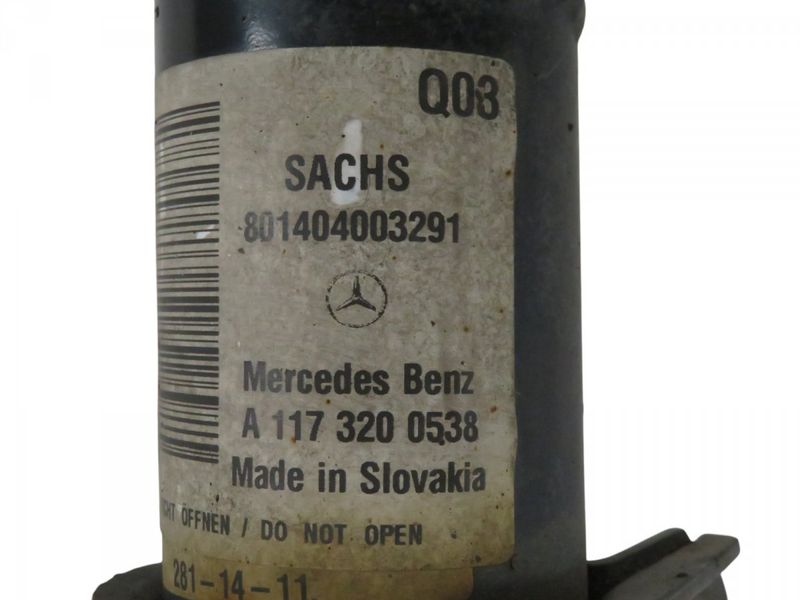 Q03
SACHS
801404003291
Mercedes Benz
A 117 320 0538
Made in Slovakia
ÖFFNEN / DO NOT OPEN
281-14-11